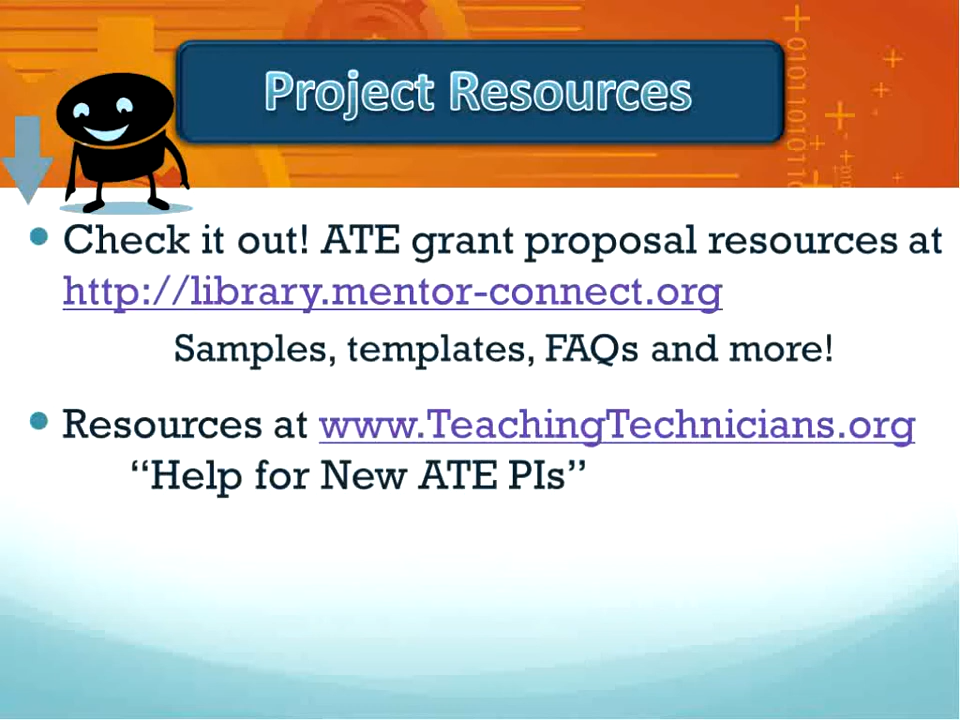 Project Resources
Check it out! ATE grant proposal resources at
http://library.mentor-connect.org
Samples, templates, FAQs and more!
Resources at www.TeachingTechnicians.org
“Help for New ATE PIs”